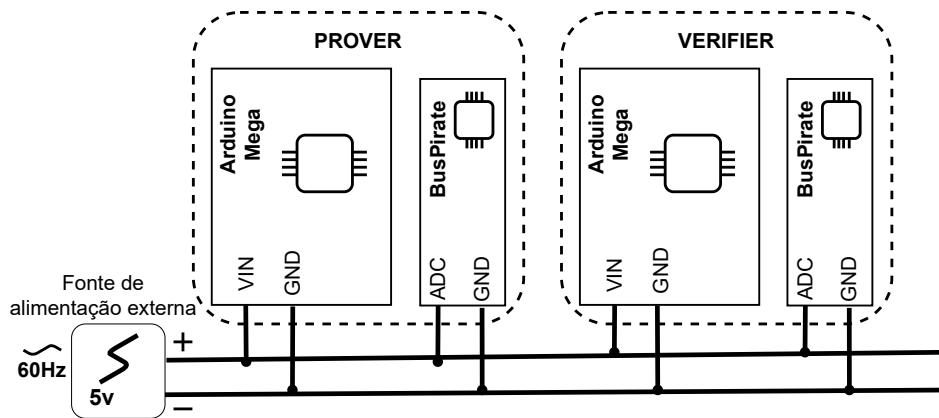 PROVER
Arduino
Mega
BusPirate
VIN
GND
ADC
GND
VERIFIER
Arduino
Mega
BusPirate
VIN
GND
ADC
GND
Fonte de
alimentação externa
60Hz
5v
+
−